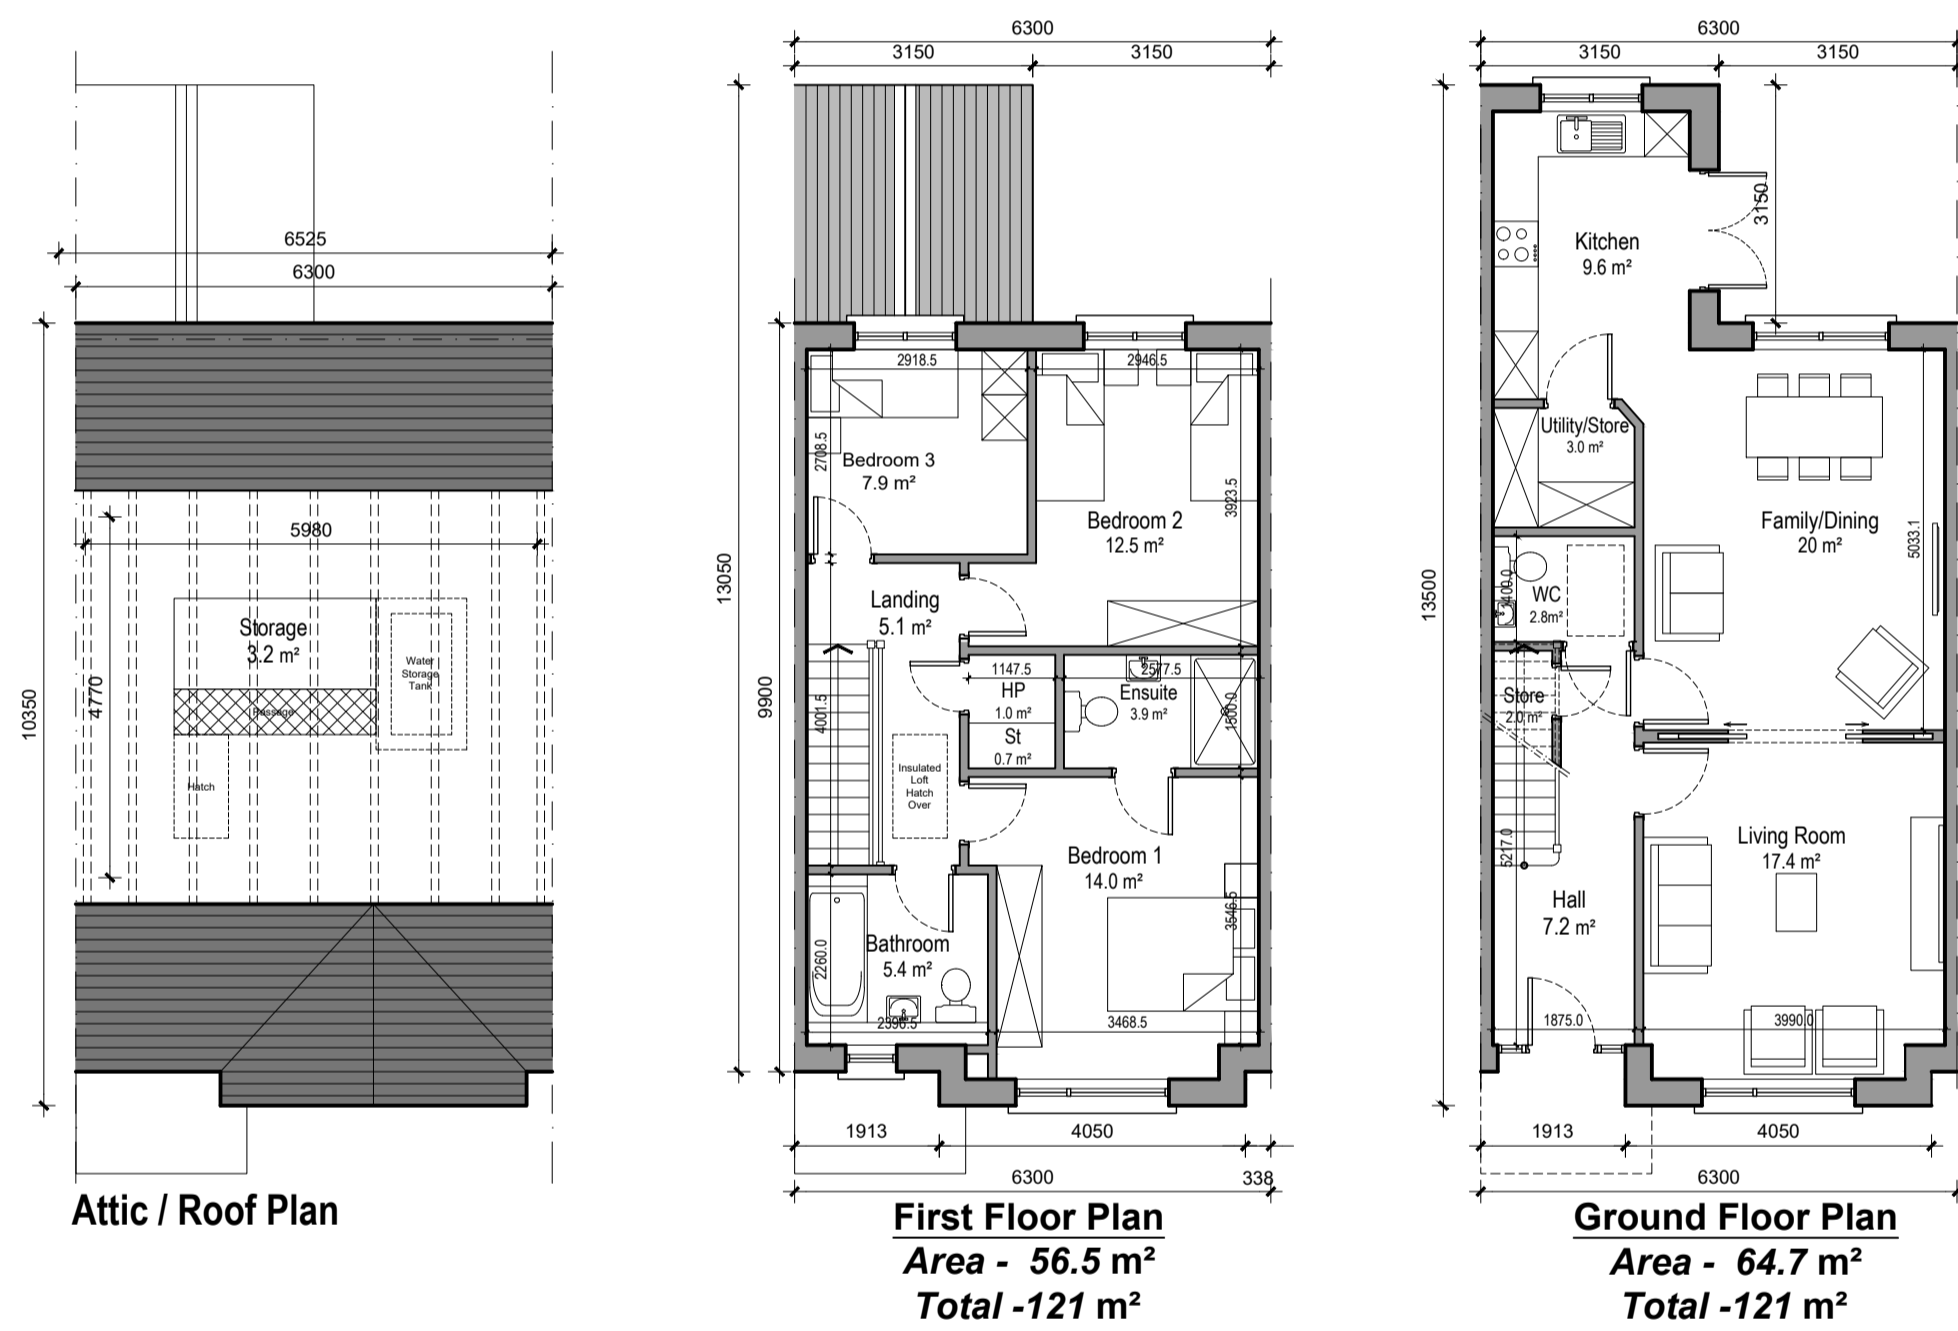 6525
6300
10350
4770
5980
Storage
3.2 m²
Water
Storage
Tank
Passage
Hatch
Attic / Roof Plan
6300
3150
3150
13050
9900
2918.5
2946.5
2708.5
Bedroom 3
7.9 m²
3923.5
Bedroom 2
12.5 m²
Landing
5.1 m²
4001.5
1147.5
HP
1.0 m²
St
0.7 m²
2577.5
Ensuite
3.9 m²
1500.0
Insulated
Loft
Hatch
Over
Bedroom 1
14.0 m²
3546.5
Bathroom
5.4 m²
2260.0
2396.5
3468.5
1913
4050
6300
338
First Floor Plan
Area - 56.5 m²
Total -121 m²
6300
3150
3150
3150
13500
Kitchen
9.6 m²
Utility/Store
3.0 m²
Family/Dining
20 m²
5033.1
1400.0
WC
2.8m²
Store
2.0 m²
5217.0
Living Room
17.4 m²
Hall
7.2 m²
1875.0
3990.0
1913
4050
6300
Ground Floor Plan
Area - 64.7 m²
Total -121 m²